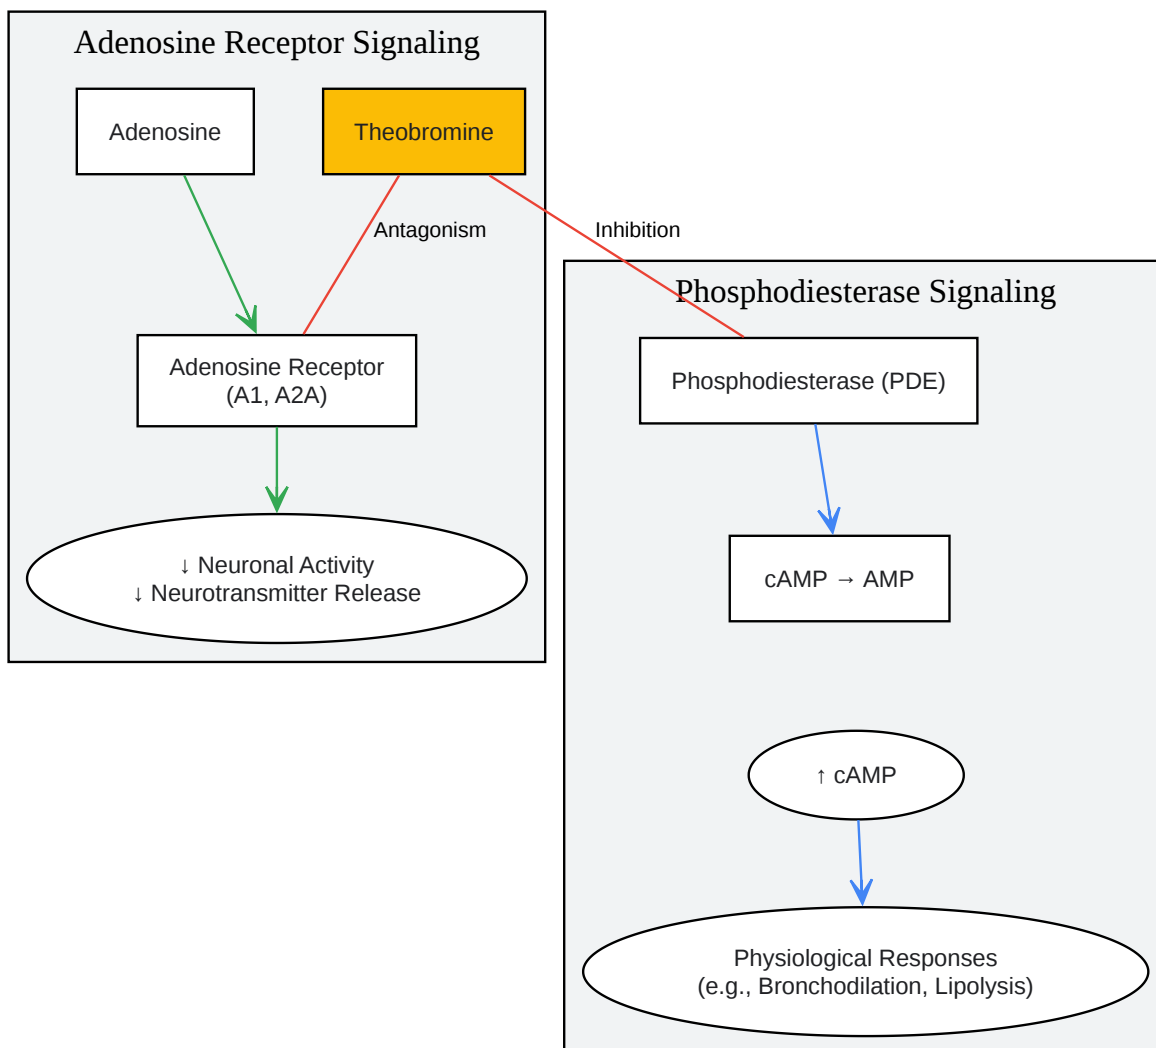 Adenosine Receptor Signaling
Adenosine
Theobromine
Antagonism
Inhibition
Adenosine Receptor
(A1, A2A)
↓ Neuronal Activity
↓ Neurotransmitter Release
Phosphodiesterase Signaling
Phosphodiesterase (PDE)
cAMP → AMP
↑ cAMP
Physiological Responses
(e.g., Bronchodilation, Lipolysis)